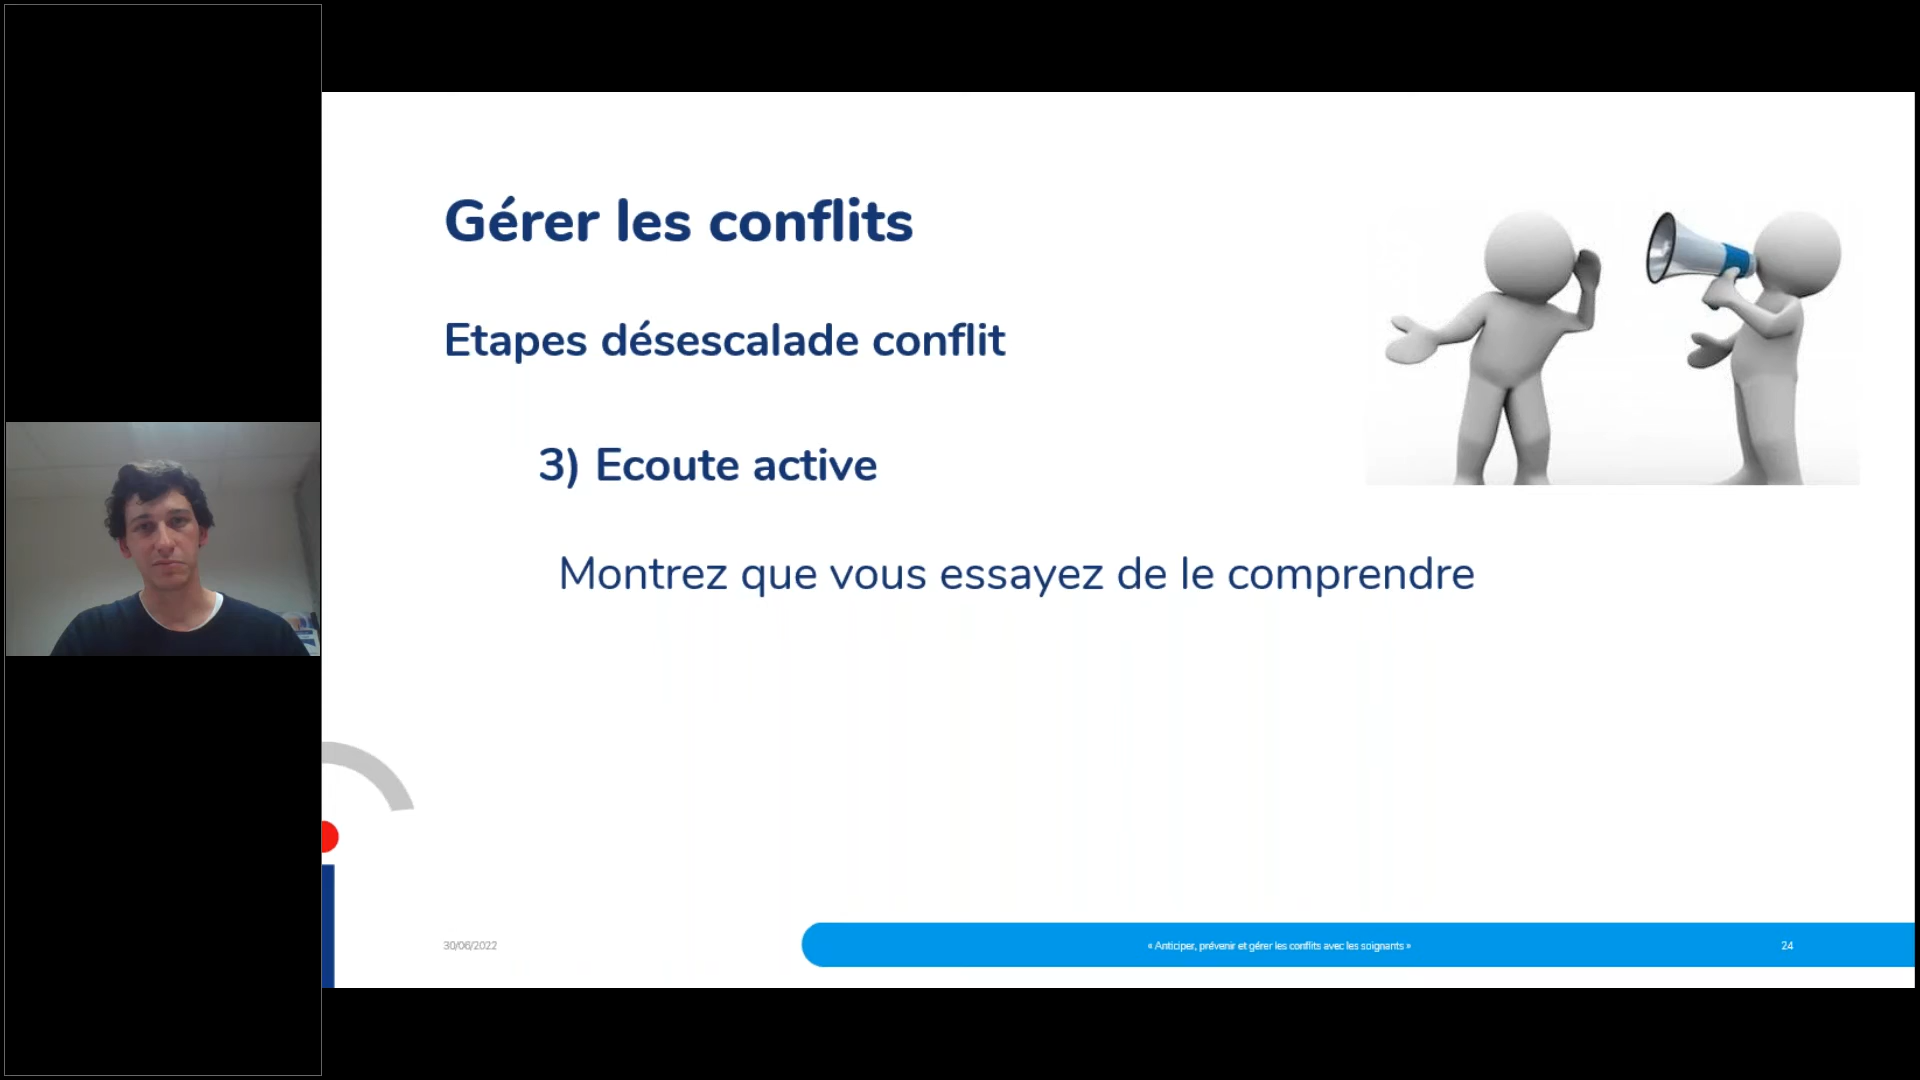 Gérer les conflits
Etapes désescalade conflit
3) Ecoute active
Montrez que vous essayez de le comprendre
30/06/2022
« Anticiper, prévenir et gérer les conflits avec les soignants »
24